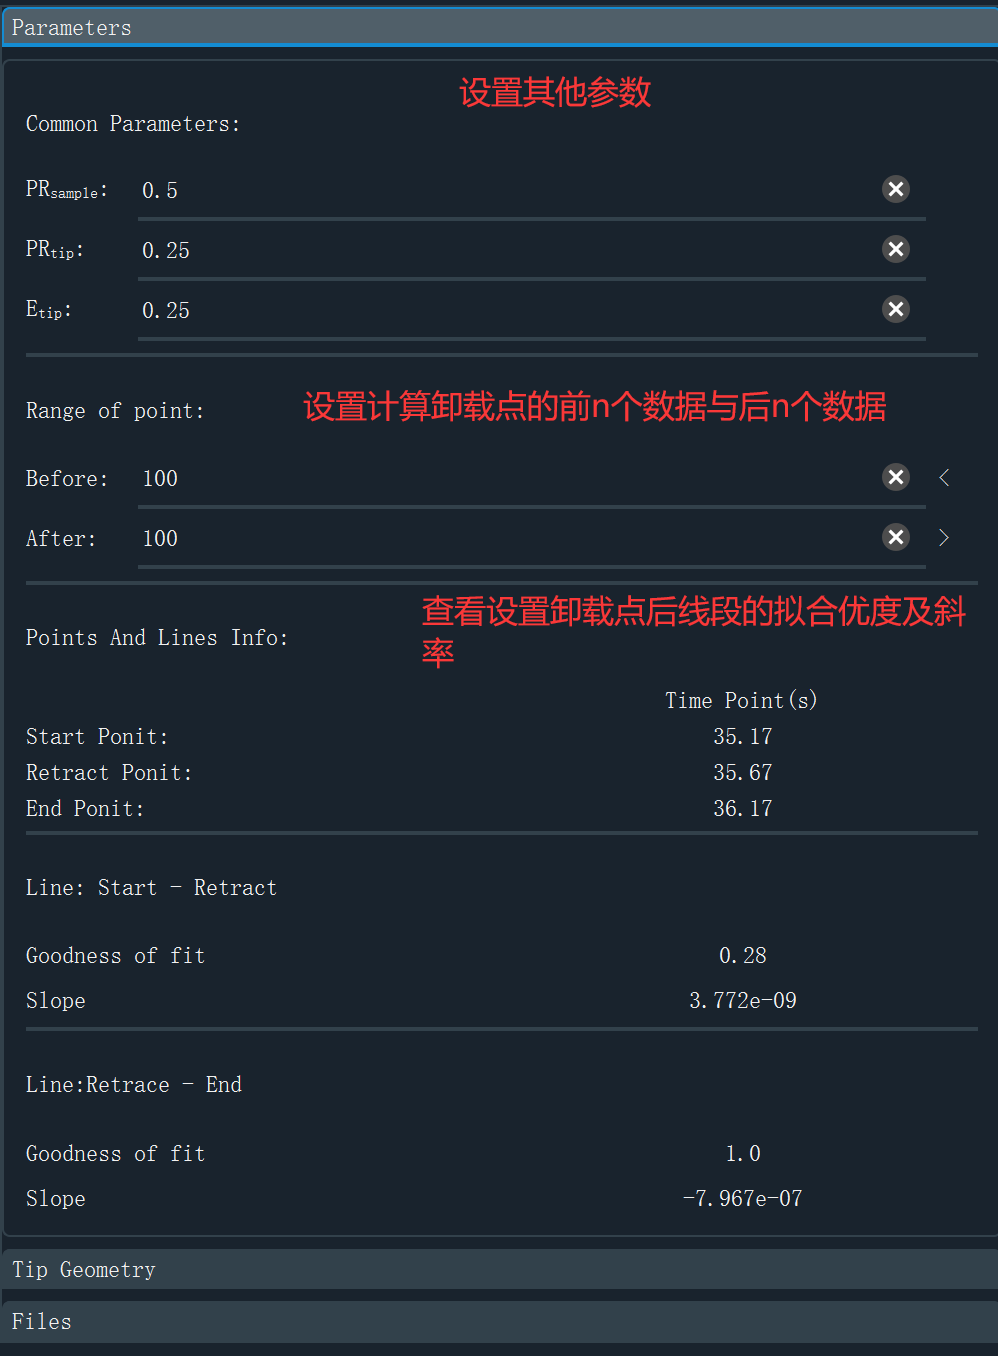 Parameters
设置其他参数
Common Parameters:
PRsample: 0.5
PRtip: 0.25
Etip: 0.25
Range of point:
设置计算卸载点的前n个数据与后n个数据
Before: 100
After: 100
Points And Lines Info:
查看设置卸载点后线段的拟合优度及斜
率
Time Point(s)
Start Ponit: 35.17
Retract Ponit: 35.67
End Ponit: 36.17
Line: Start - Retract
Goodness of fit 0.28
Slope 3.772e-09
Line:Retrace - End
Goodness of fit 1.0
Slope -7.967e-07
Tip Geometry
Files